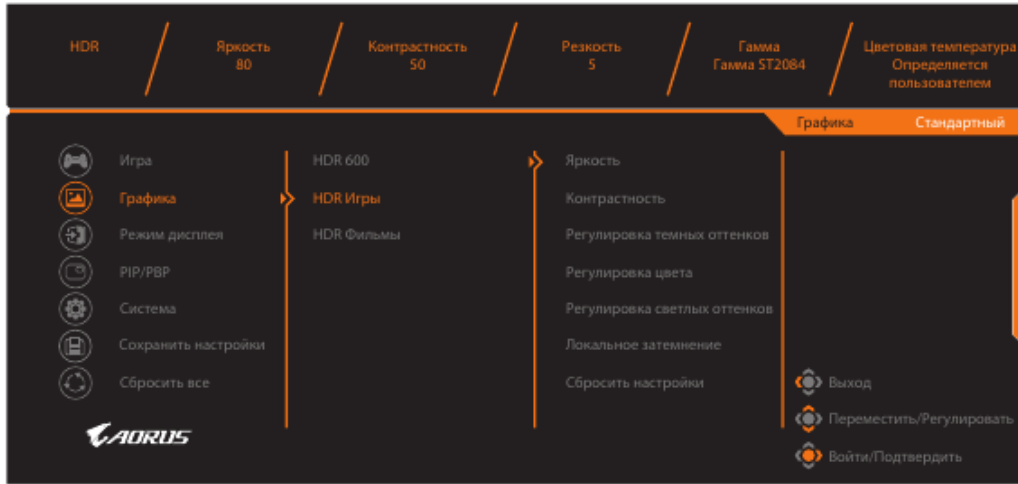 HDR
Яркость
80
Контрастность
50
Резкость
5
Гамма
Гамма ST2084
Цветовая температура
Определяется
пользователем
Графика Стандартный
Игра
Графика
Режим дисплея
PIP/PBP
Система
Сохранить настройки
Сбросить все
HDR 600
HDR Игры
HDR Фильмы
Яркость
Контрастность
Регулировка темных оттенков
Регулировка цвета
Регулировка светлых оттенков
Локальное затемнение
Сбросить настройки
Выход
Переместить/Регулировать
Войти/Подтвердить
AORUS